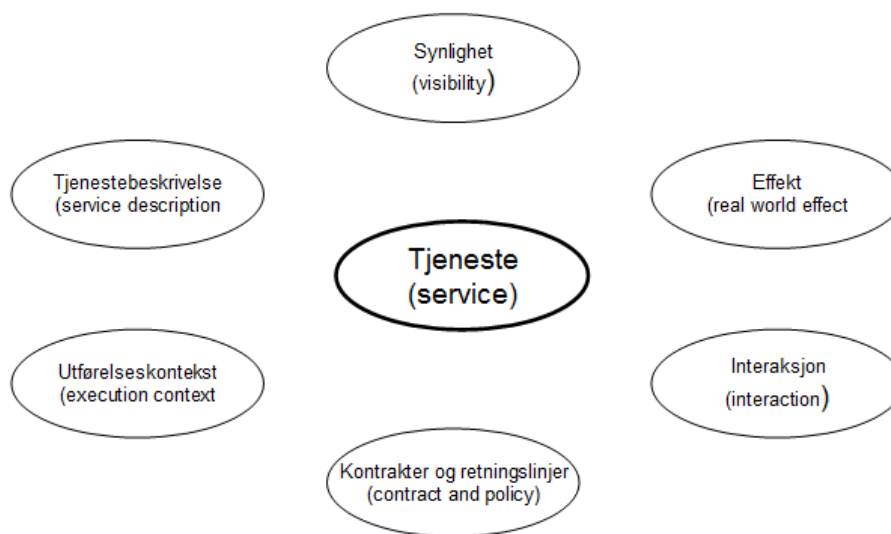 Synlighet
(visibility)
Tjenestebeskrivelse
(service description
Effekt
(real world effect
Tjeneste
(service)
Utførelseskontekst
(execution context
Interaksjon
(interaction)
Kontrakter og retningslinjer
(contract and policy)